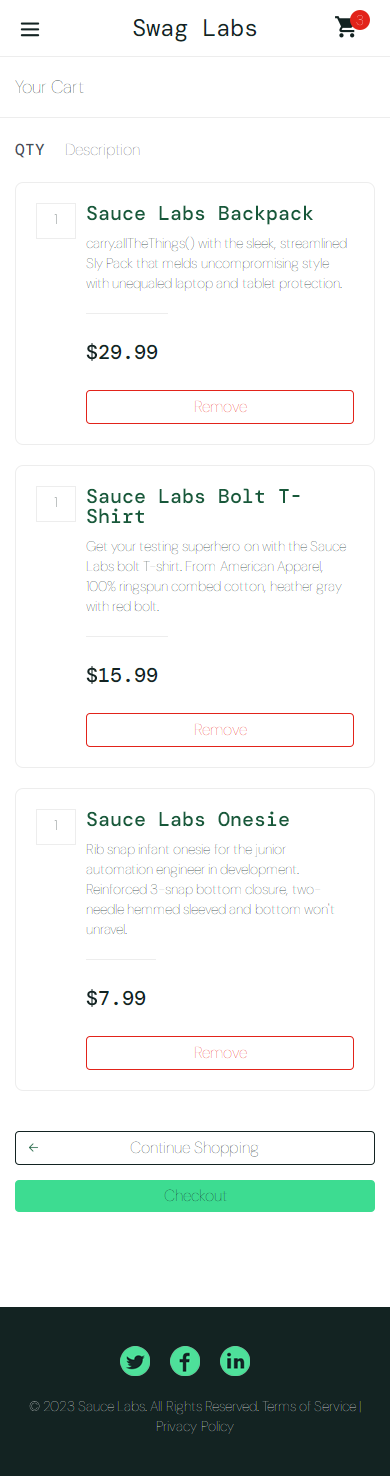 Swag Labs
3
Your Cart
QTY Description
1
Sauce Labs Backpack
carry.allTheThings() with the sleek, streamlined
Sly Pack that melds uncompromising style
with unequaled laptop and tablet protection.
$29.99
Remove
1
Sauce Labs Bolt T-
Shirt
Get your testing superhero on with the Sauce
Labs bolt T-shirt. From American Apparel,
100% ringspun combed cotton, heather gray
with red bolt.
$15.99
Remove
1
Sauce Labs Onesie
Rib snap infant onesie for the junior
automation engineer in development.
Reinforced 3-snap bottom closure, two-
needle hemmed sleeved and bottom won't
unravel.
$7.99
Remove
Continue Shopping
Checkout
© 2023 Sauce Labs. All Rights Reserved. Terms of Service |
Privacy Policy